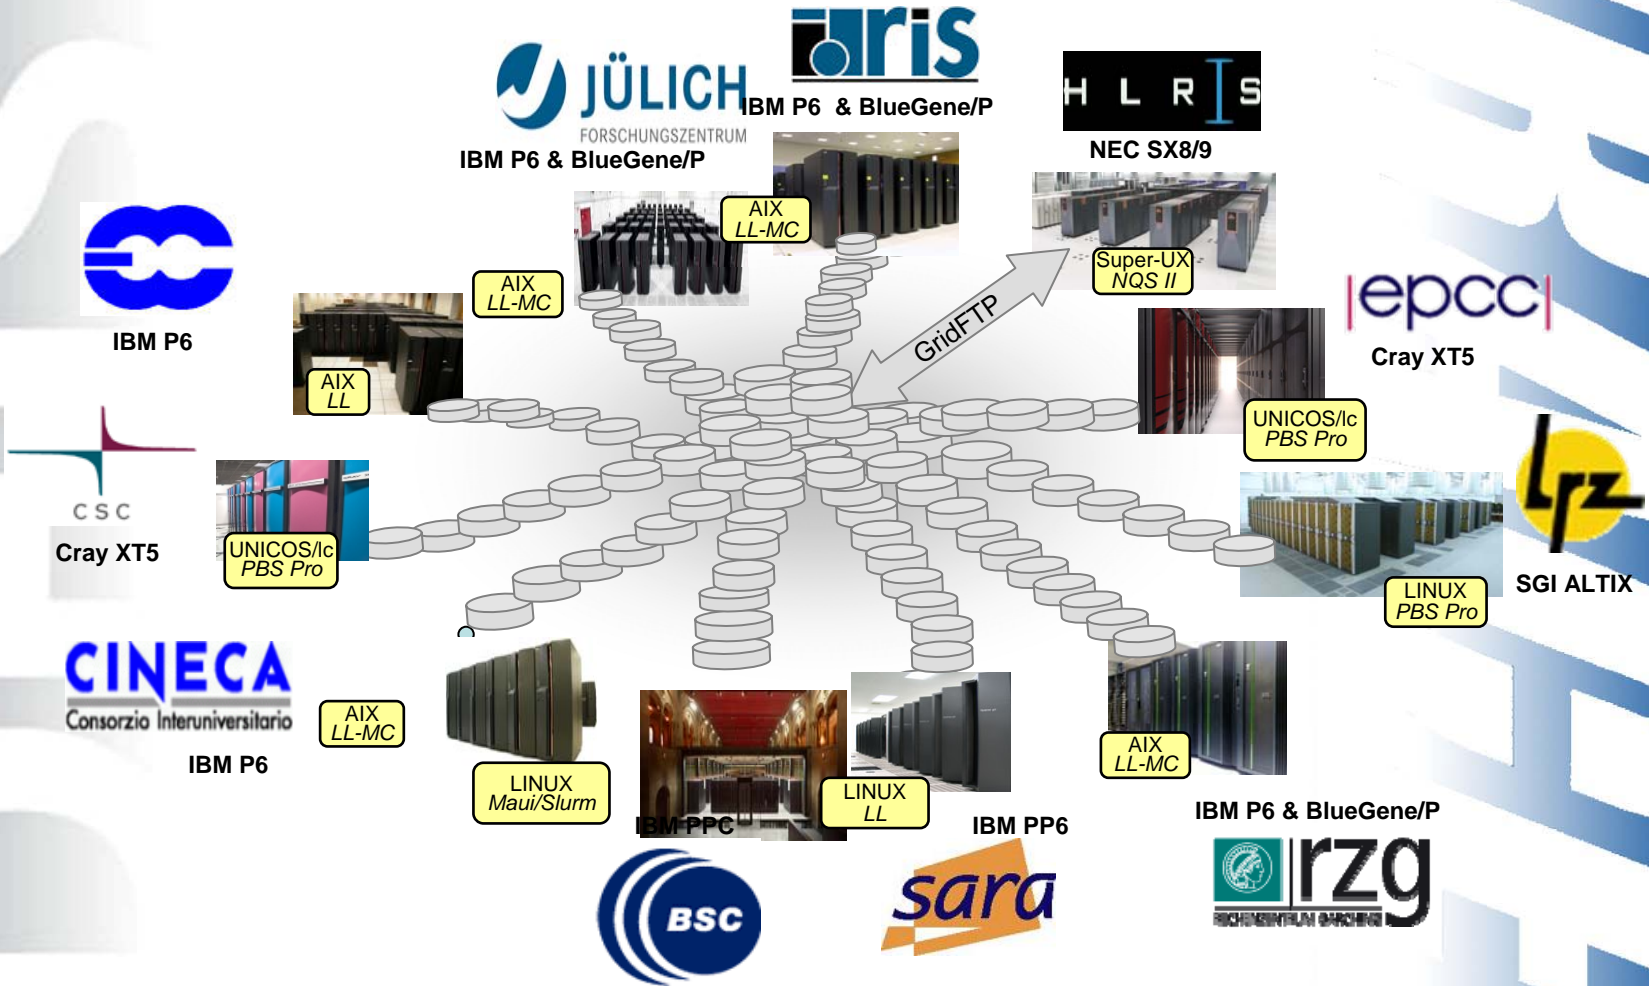 idris
JÜLICH
FORSCHUNGSZENTRUM
IBM P6 & BlueGene/P
IBM P6 & BlueGene/P
HLRIS
NEC SX8/9
AIX
LL-MC
AIX
LL-MC
Super-UX
NQS II
GridFTP
|epcc|
Cray XT5
IBM P6
AIX
LL
UNICOS/lc
PBS Pro
CSC
Cray XT5
UNICOS/lc
PBS Pro
lrz
SGI ALTIX
LINUX
PBS Pro
CINECA
Consorzio Interuniversitario
IBM P6
AIX
LL-MC
LINUX
Maui/Slurm
IBM PPC
BSC
LINUX
LL
IBM PP6
sara
AIX
LL-MC
IBM P6 & BlueGene/P
rzg